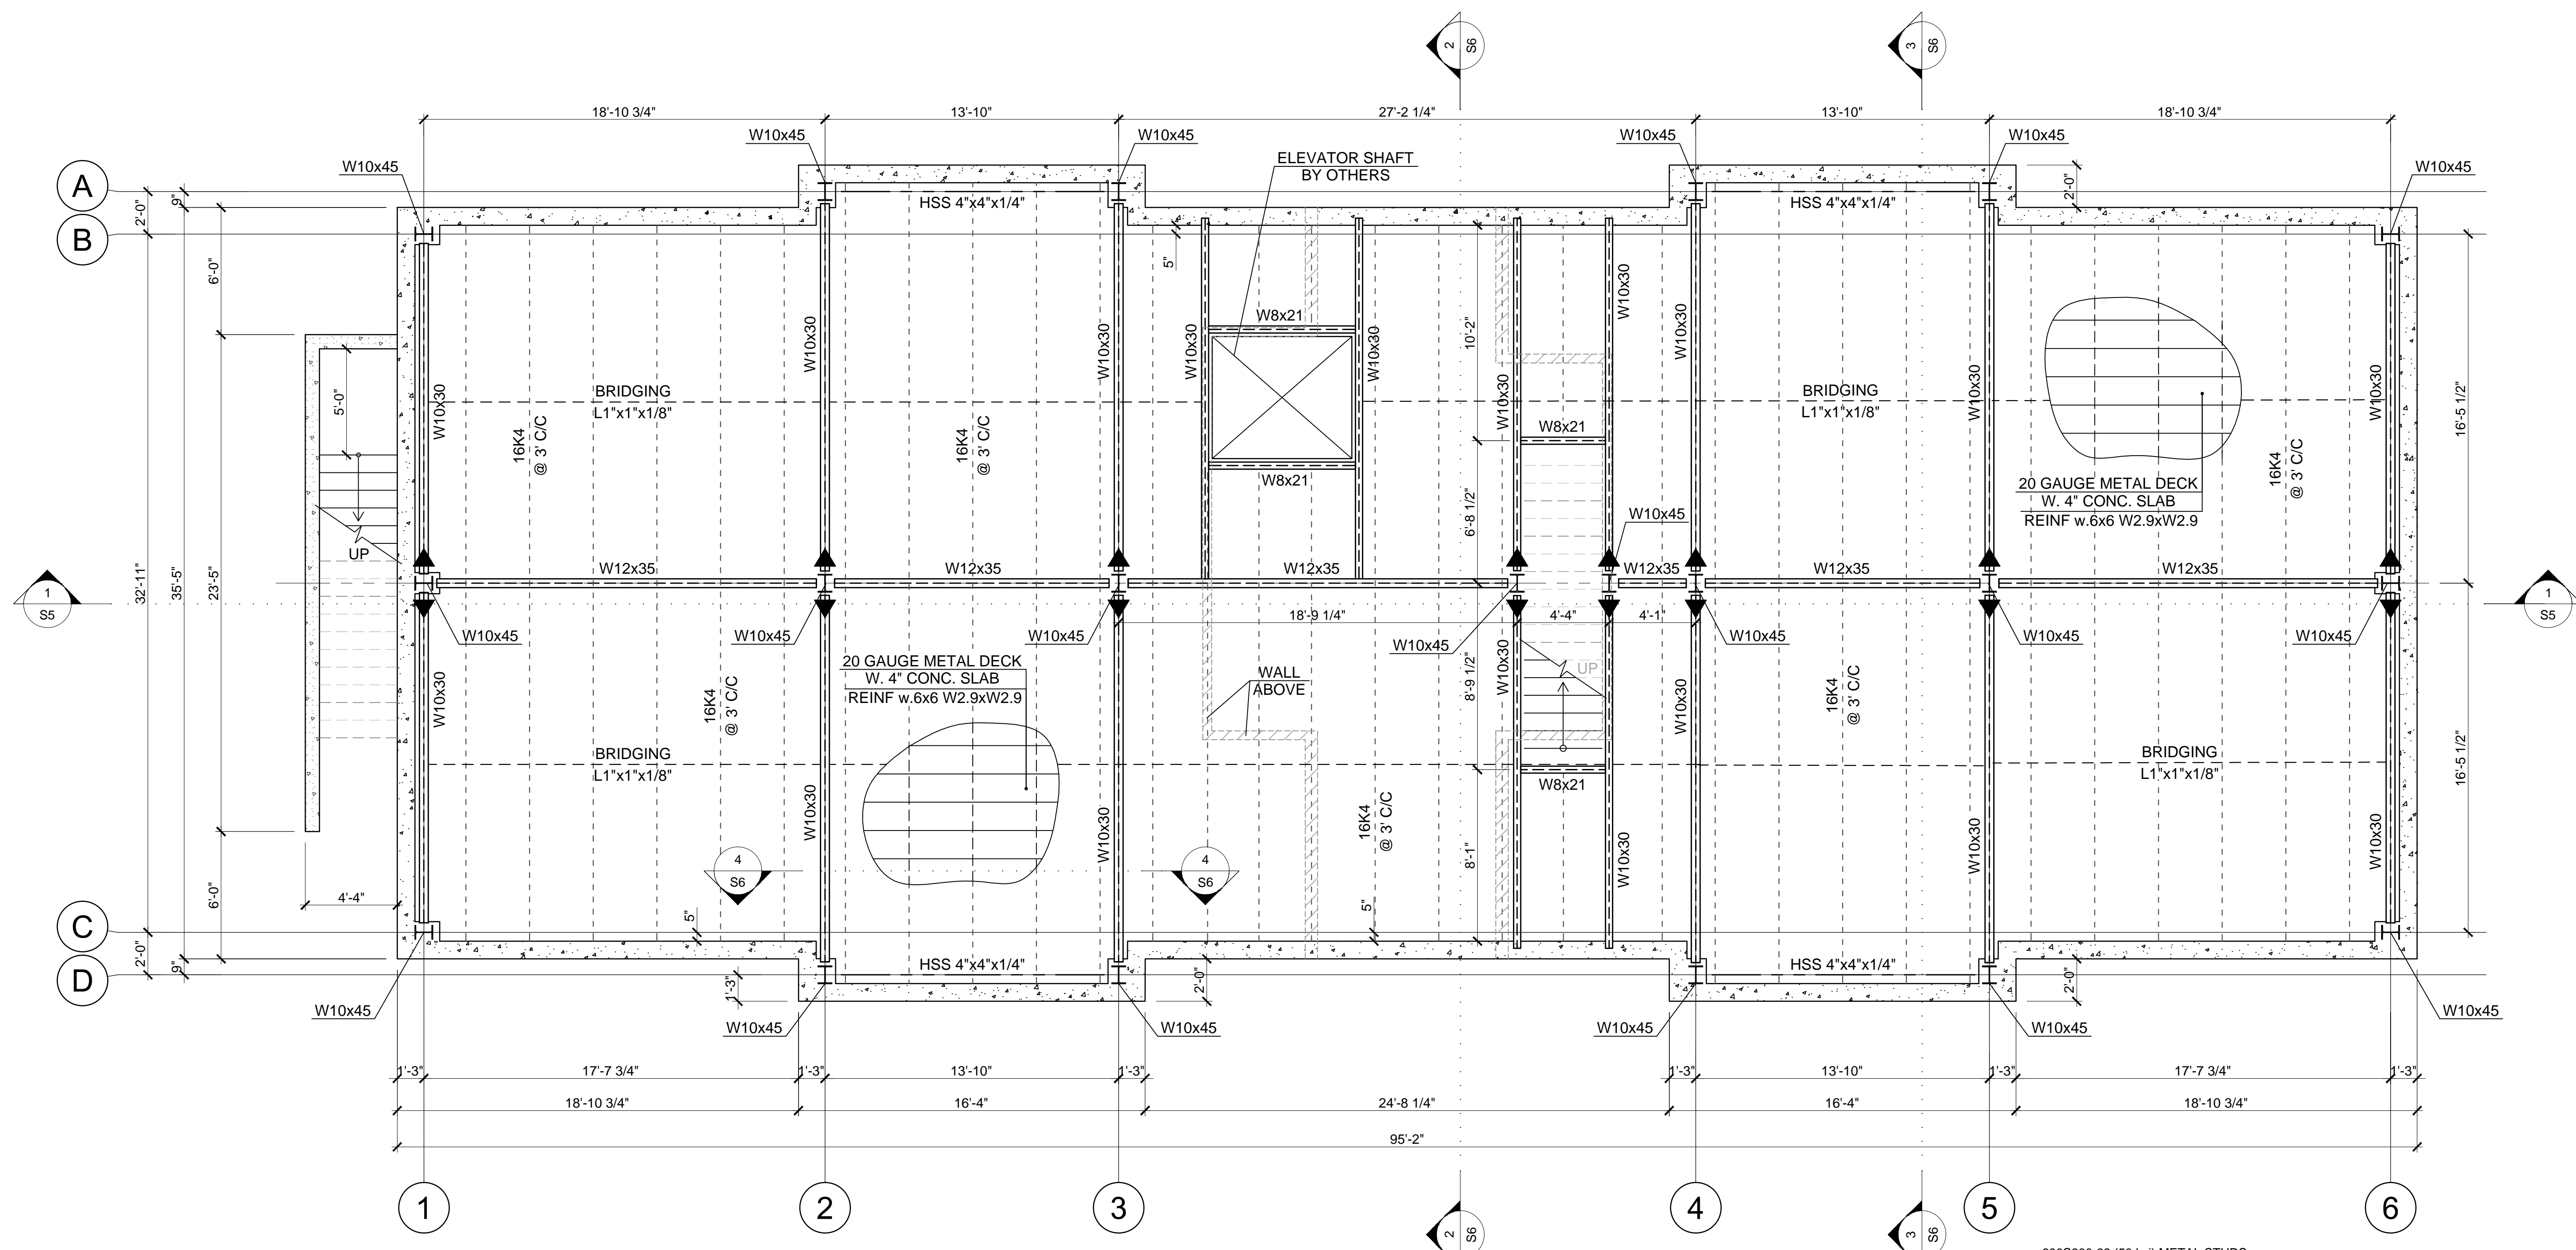 2
S6
3
S6
18'-10 3/4"
13'-10"
27'-2 1/4"
13'-10"
18'-10 3/4"
W10x45
W10x45
W10x45
W10x45
W10x45
W10x45
ELEVATOR SHAFT
BY OTHERS
A
B
2'-0"
9"
6'-0"
2'-0"
HSS 4"x4"x1/4"
HSS 4"x4"x1/4"
5"
W10x30
W10x30
W10x30
W10x30
W10x30
W10x30
W10x30
W10x30
W10x30
W10x30
W8x21
W8x21
W8x21
10'-2"
16'-5 1/2"
5'-0"
BRIDGING
L1"x1"x1/8"
BRIDGING
L1"x1"x1/8"
16K4
@ 3' C/C
16K4
@ 3' C/C
16K4
@ 3' C/C
20 GAUGE METAL DECK
W. 4" CONC. SLAB
REINF w.6x6 W2.9xW2.9
6'-8 1/2"
W10x45
UP
32'-11"
35'-5"
23'-5"
W12x35
W12x35
W12x35
W12x35
W12x35
W12x35
1
S5
1
S5
18'-9 1/4"
4'-4"
4'-1"
W10x45
W10x45
W10x45
W10x45
W10x45
W10x45
W10x45
20 GAUGE METAL DECK
W. 4" CONC. SLAB
REINF w.6x6 W2.9xW2.9
WALL
ABOVE
UP
8'-9 1/2"
W10x30
W10x30
W10x30
W10x30
W10x30
W10x30
W10x30
W10x30
16K4
@ 3' C/C
16K4
@ 3' C/C
16K4
@ 3' C/C
BRIDGING
L1"x1"x1/8"
BRIDGING
L1"x1"x1/8"
16'-5 1/2"
W8x21
8'-1"
4
S6
4
S6
6'-0"
4'-4"
5"
5"
C
D
2'-0"
9"
HSS 4"x4"x1/4"
HSS 4"x4"x1/4"
1'-3"
2'-0"
2'-0"
W10x45
W10x45
W10x45
W10x45
W10x45
W10x45
1'-3"
17'-7 3/4"
1'-3"
13'-10"
1'-3"
1'-3"
13'-10"
1'-3"
17'-7 3/4"
1'-3"
18'-10 3/4"
16'-4"
24'-8 1/4"
16'-4"
18'-10 3/4"
95'-2"
1
2
3
4
5
6
2
S6
3
S6